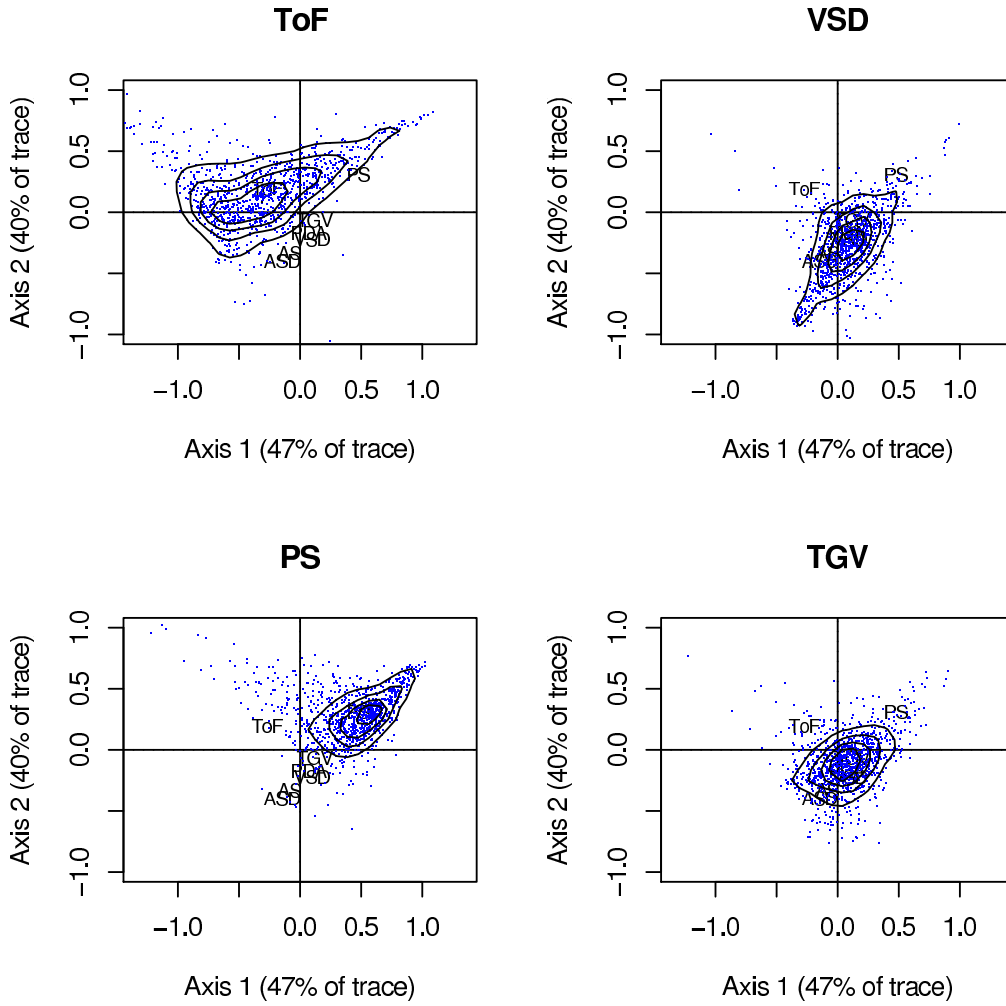 ToF
VSD
Axis 2 (40% of trace)
1.0
0.5
0.0
−1.0
ToF
PS
TGV
PDA
VSD
AS
ASD
−1.0
0.0
0.5
1.0
Axis 1 (47% of trace)
Axis 2 (40% of trace)
1.0
0.5
0.0
−1.0
ToF
PS
ASD
−1.0
0.0
0.5
1.0
Axis 1 (47% of trace)
PS
TGV
Axis 2 (40% of trace)
1.0
0.5
0.0
−1.0
ToF
TGV
PDA
VSD
AS
ASD
−1.0
0.0
0.5
1.0
Axis 1 (47% of trace)
Axis 2 (40% of trace)
1.0
0.5
0.0
−1.0
ToF
PS
ASD
−1.0
0.0
0.5
1.0
Axis 1 (47% of trace)